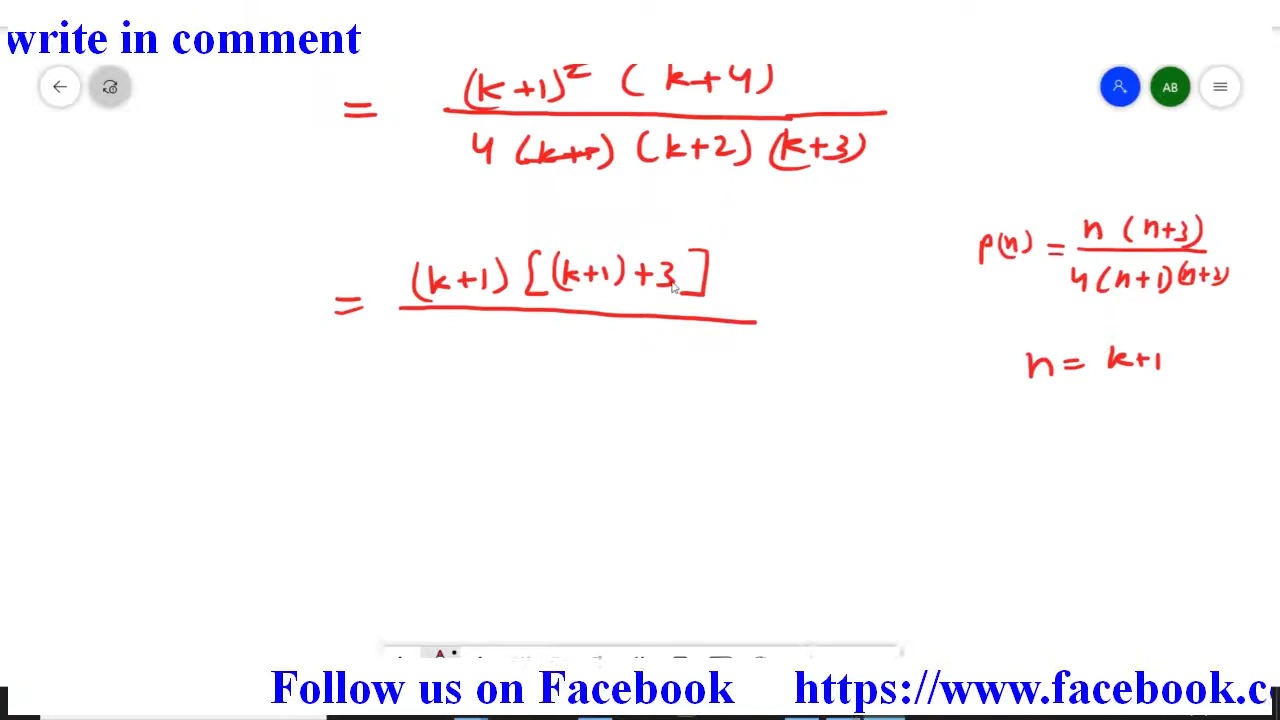 write in comment
AB
= (k+1)² (k+4)
4 (k+1) (k+2) (k+3)
P(n) = n (n+3)
4 (n+1) (n+2)
= (k+1) [(k+1) +3]
n = k+1
Follow us on Facebook https://www.facebook.c